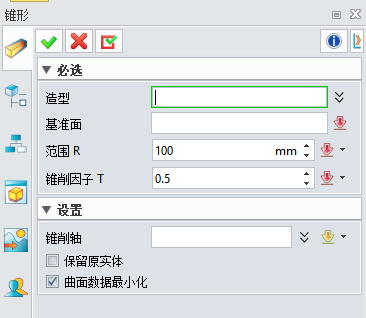 锥形
必选
造型
基准面
范围 R 100 mm
锥削因子 T 0.5
设置
锥削轴
保留原实体
曲面数据最小化